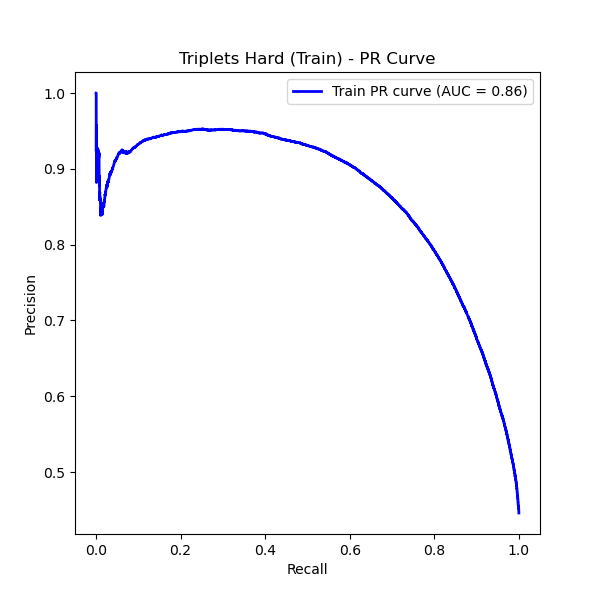 Triplets Hard (Train) - PR Curve
Train PR curve (AUC = 0.86)
1.0
0.9
0.8
0.7
0.6
0.5
Precision
0.0 0.2 0.4 0.6 0.8 1.0
Recall